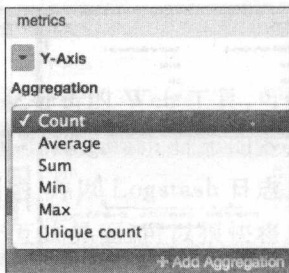 metrics
Y-Axis
Aggregation
✓ Count
Average
Sum
Min
Max
Unique count
+ Add Aggregation